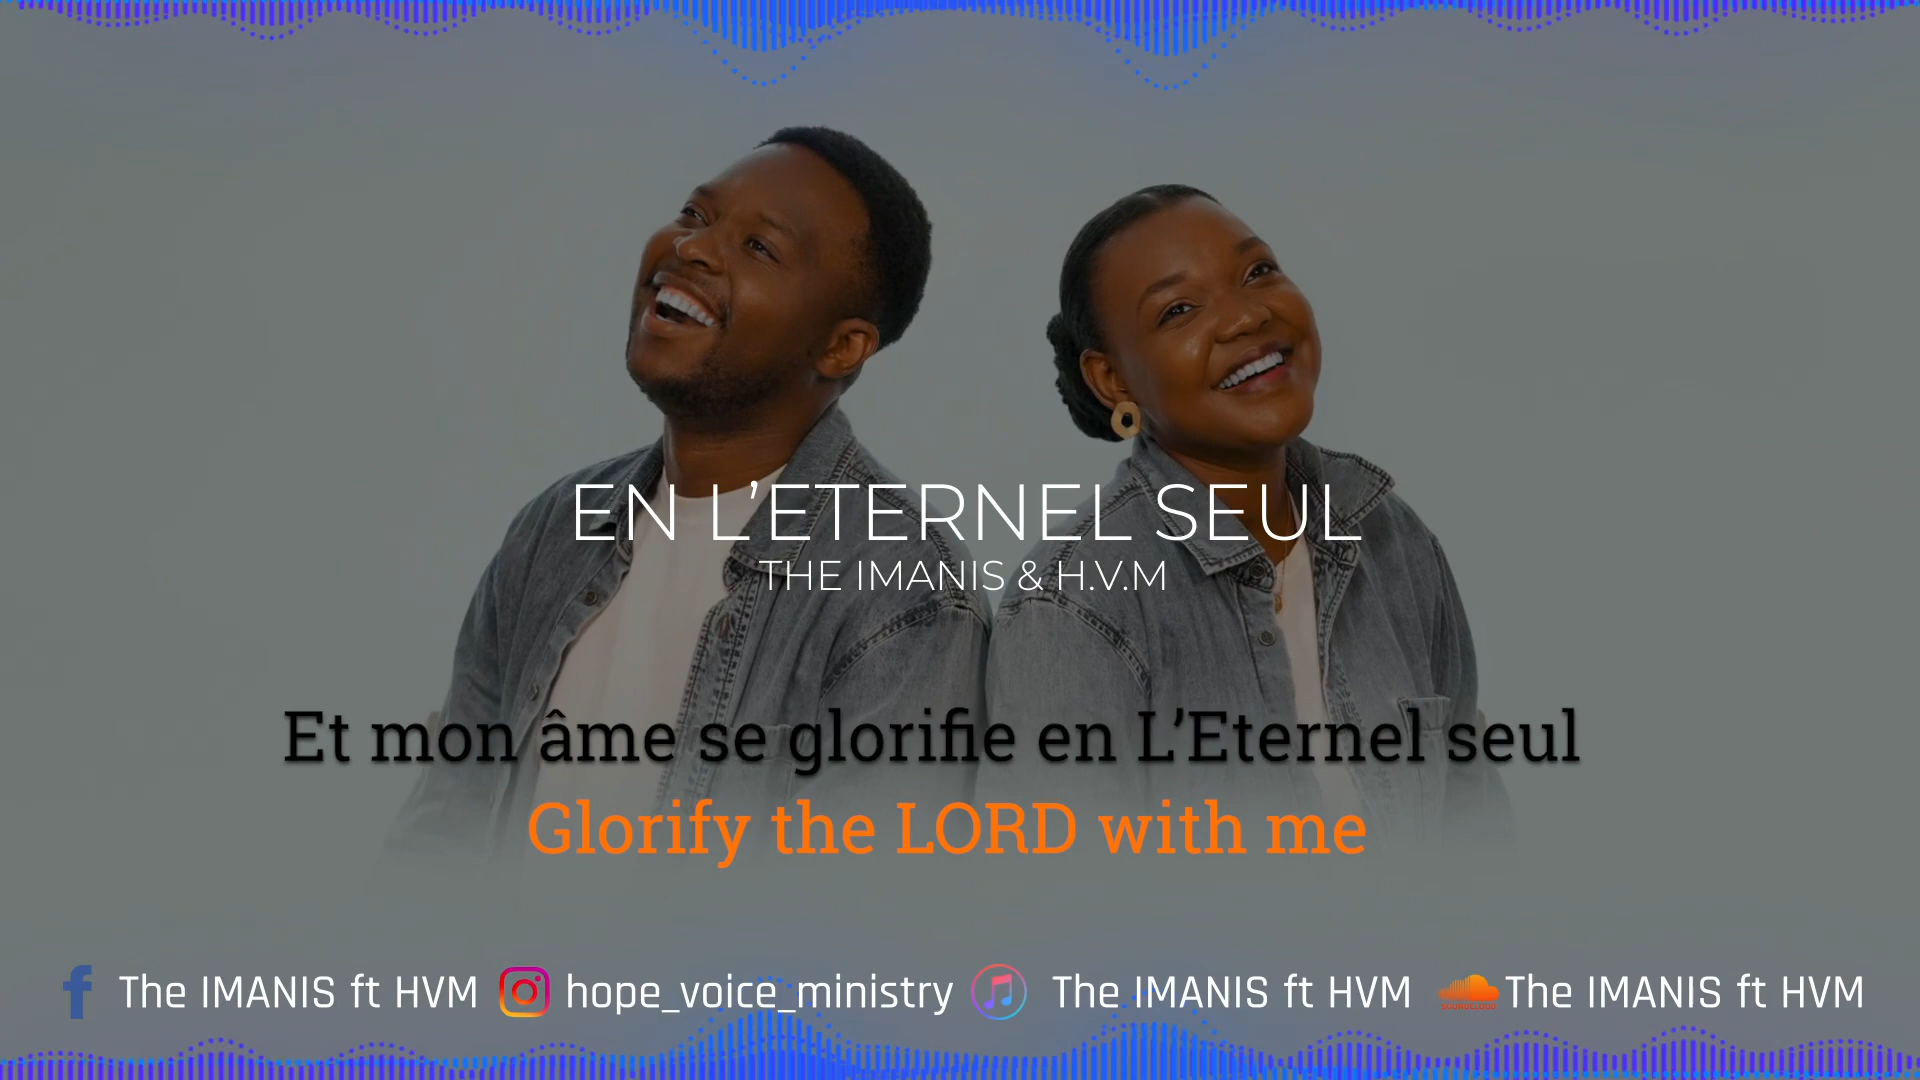 EN L’ETERNEL SEUL
THE IMANIS & H.V.M
Et mon âme se glorifie en L’Eternel seul
Glorify the LORD with me
The IMANIS ft HVM hope_voice_ministry The IMANIS ft HVM SOUNDCLOUD The IMANIS ft HVM